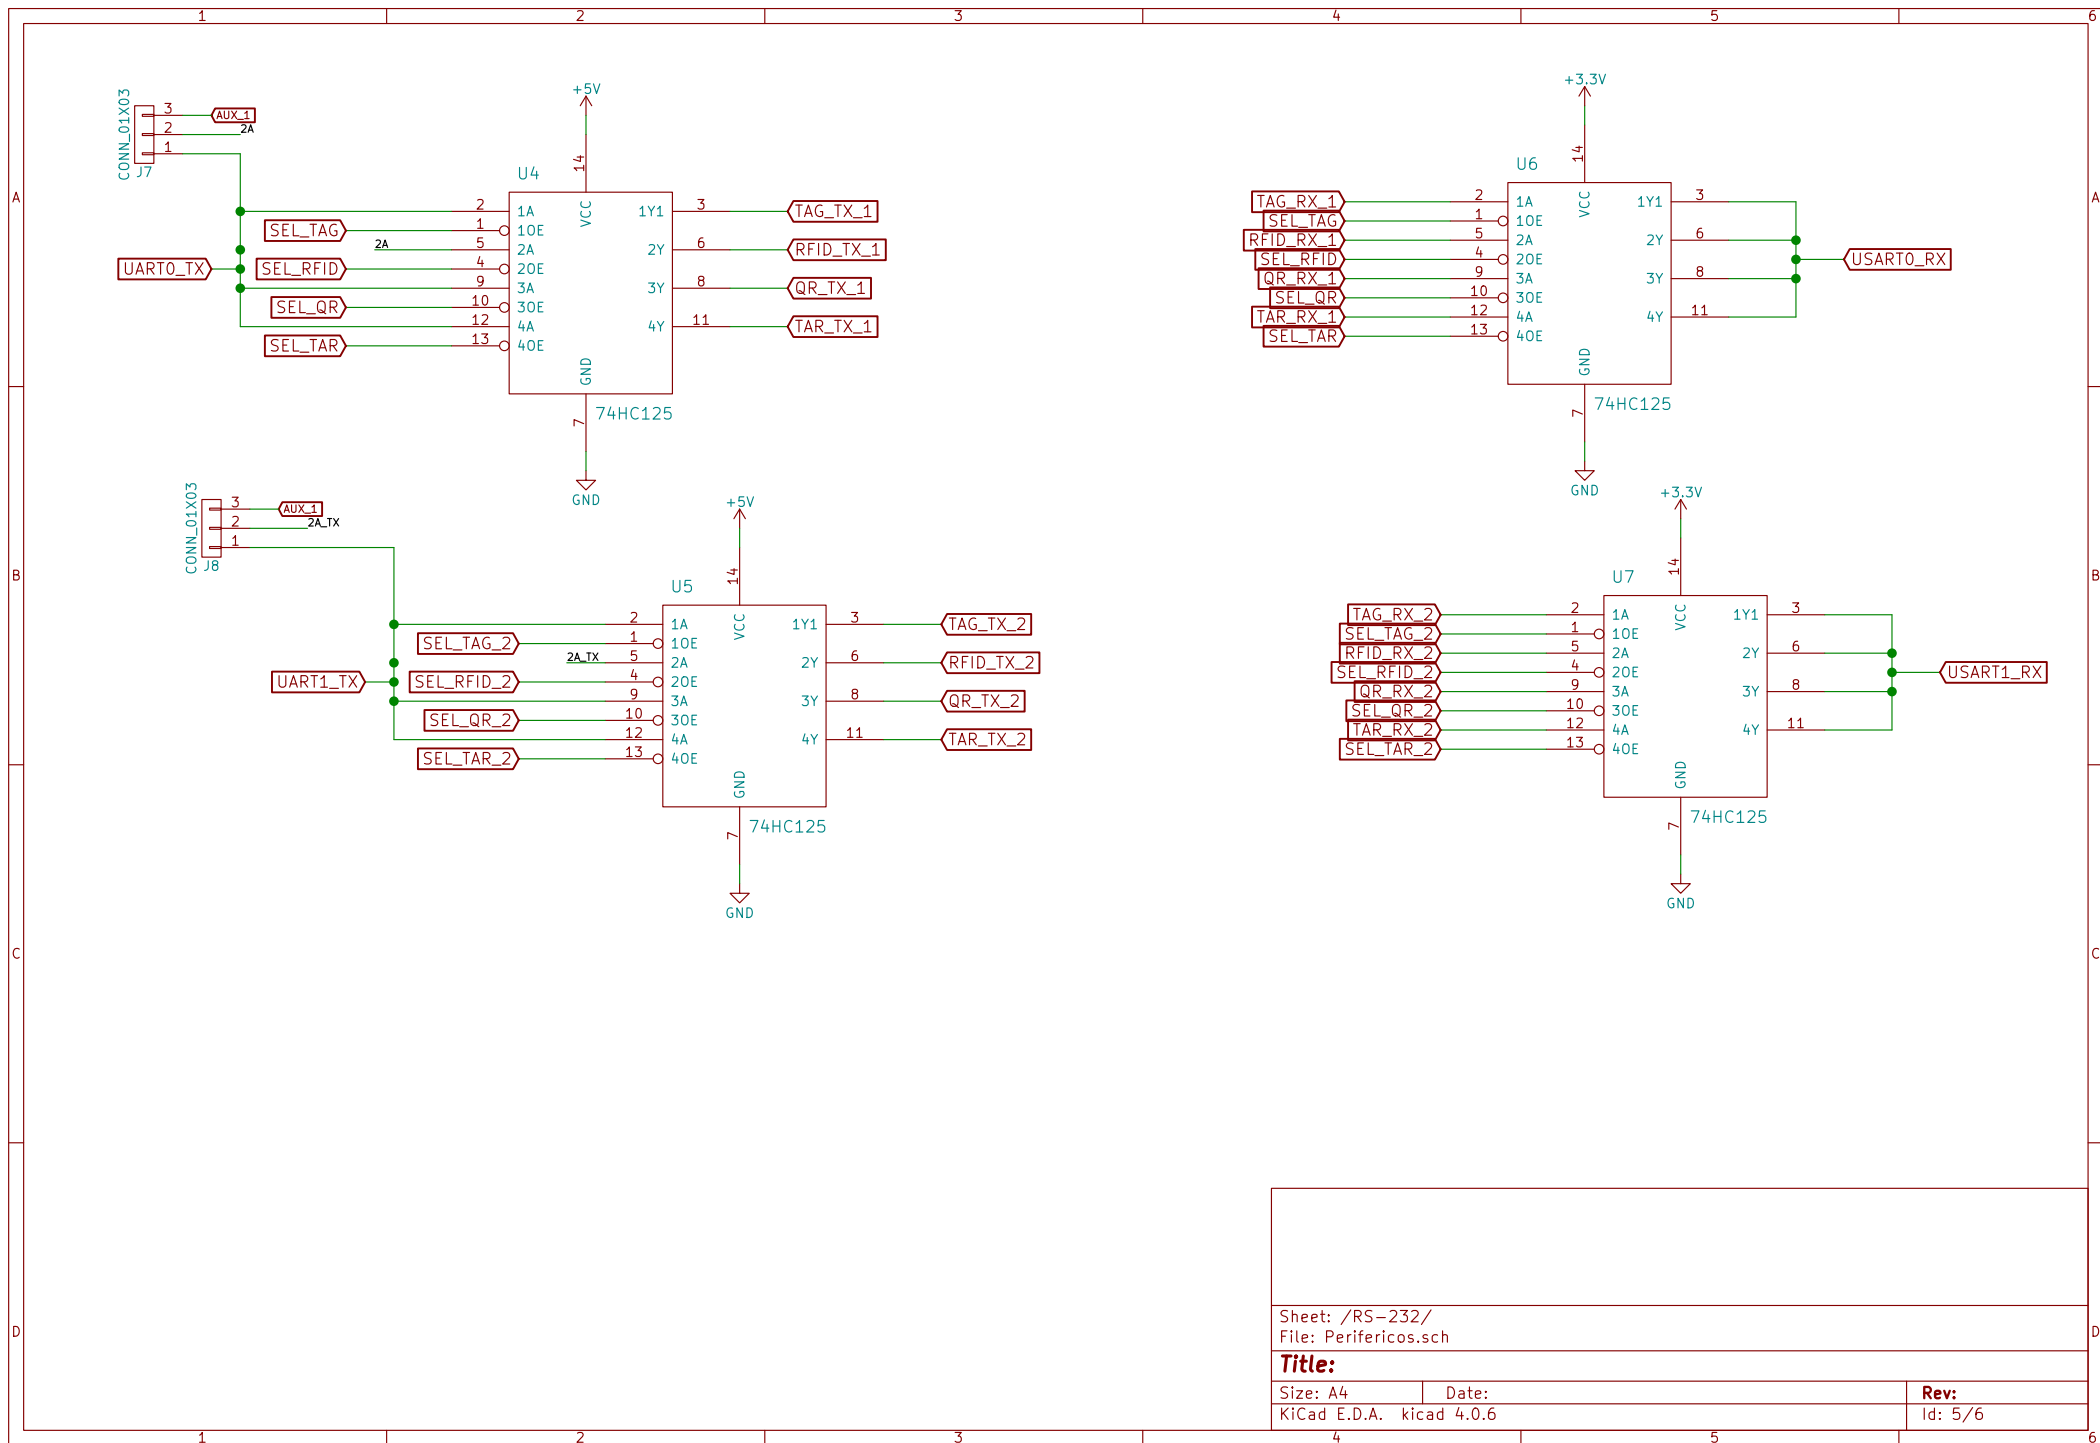 1 2 3 4 5 6
A A
B B
C C
D D
CONN_01X03
3
2
1
J7
AUX_1
2A
UART0_TX
SEL_TAG
2A
SEL_RFID
SEL_QR
SEL_TAR
+5V
14
U4
VCC
2 1A 1Y1 3
1 1OE
5 2A 2Y 6
4 2OE
9 3A 3Y 8
10 3OE
12 4A 4Y 11
13 4OE
GND
74HC125
7
GND
TAG_TX_1
RFID_TX_1
QR_TX_1
TAR_TX_1
+3.3V
14
U6
VCC
TAG_RX_1 2 1A 1Y1 3
SEL_TAG 1 1OE
RFID_RX_1 5 2A 2Y 6
SEL_RFID 4 2OE
QR_RX_1 9 3A 3Y 8
SEL_QR 10 3OE
TAR_RX_1 12 4A 4Y 11
SEL_TAR 13 4OE
USART0_RX
GND
74HC125
7
GND
CONN_01X03
3
2
1
J8
AUX_1
2A_TX
UART1_TX
SEL_TAG_2
2A_TX
SEL_RFID_2
SEL_QR_2
SEL_TAR_2
+5V
14
U5
VCC
2 1A 1Y1 3
1 1OE
5 2A 2Y 6
4 2OE
9 3A 3Y 8
10 3OE
12 4A 4Y 11
13 4OE
GND
74HC125
7
GND
TAG_TX_2
RFID_TX_2
QR_TX_2
TAR_TX_2
+3.3V
14
U7
VCC
TAG_RX_2 2 1A 1Y1 3
SEL_TAG_2 1 1OE
RFID_RX_2 5 2A 2Y 6
SEL_RFID_2 4 2OE
QR_RX_2 9 3A 3Y 8
SEL_QR_2 10 3OE
TAR_RX_2 12 4A 4Y 11
SEL_TAR_2 13 4OE
USART1_RX
GND
74HC125
7
GND
Sheet: /RS-232/
File: Perifericos.sch
Title:
Size: A4 Date: Rev:
KiCad E.D.A. kicad 4.0.6 Id: 5/6
1 2 3 4 5 6